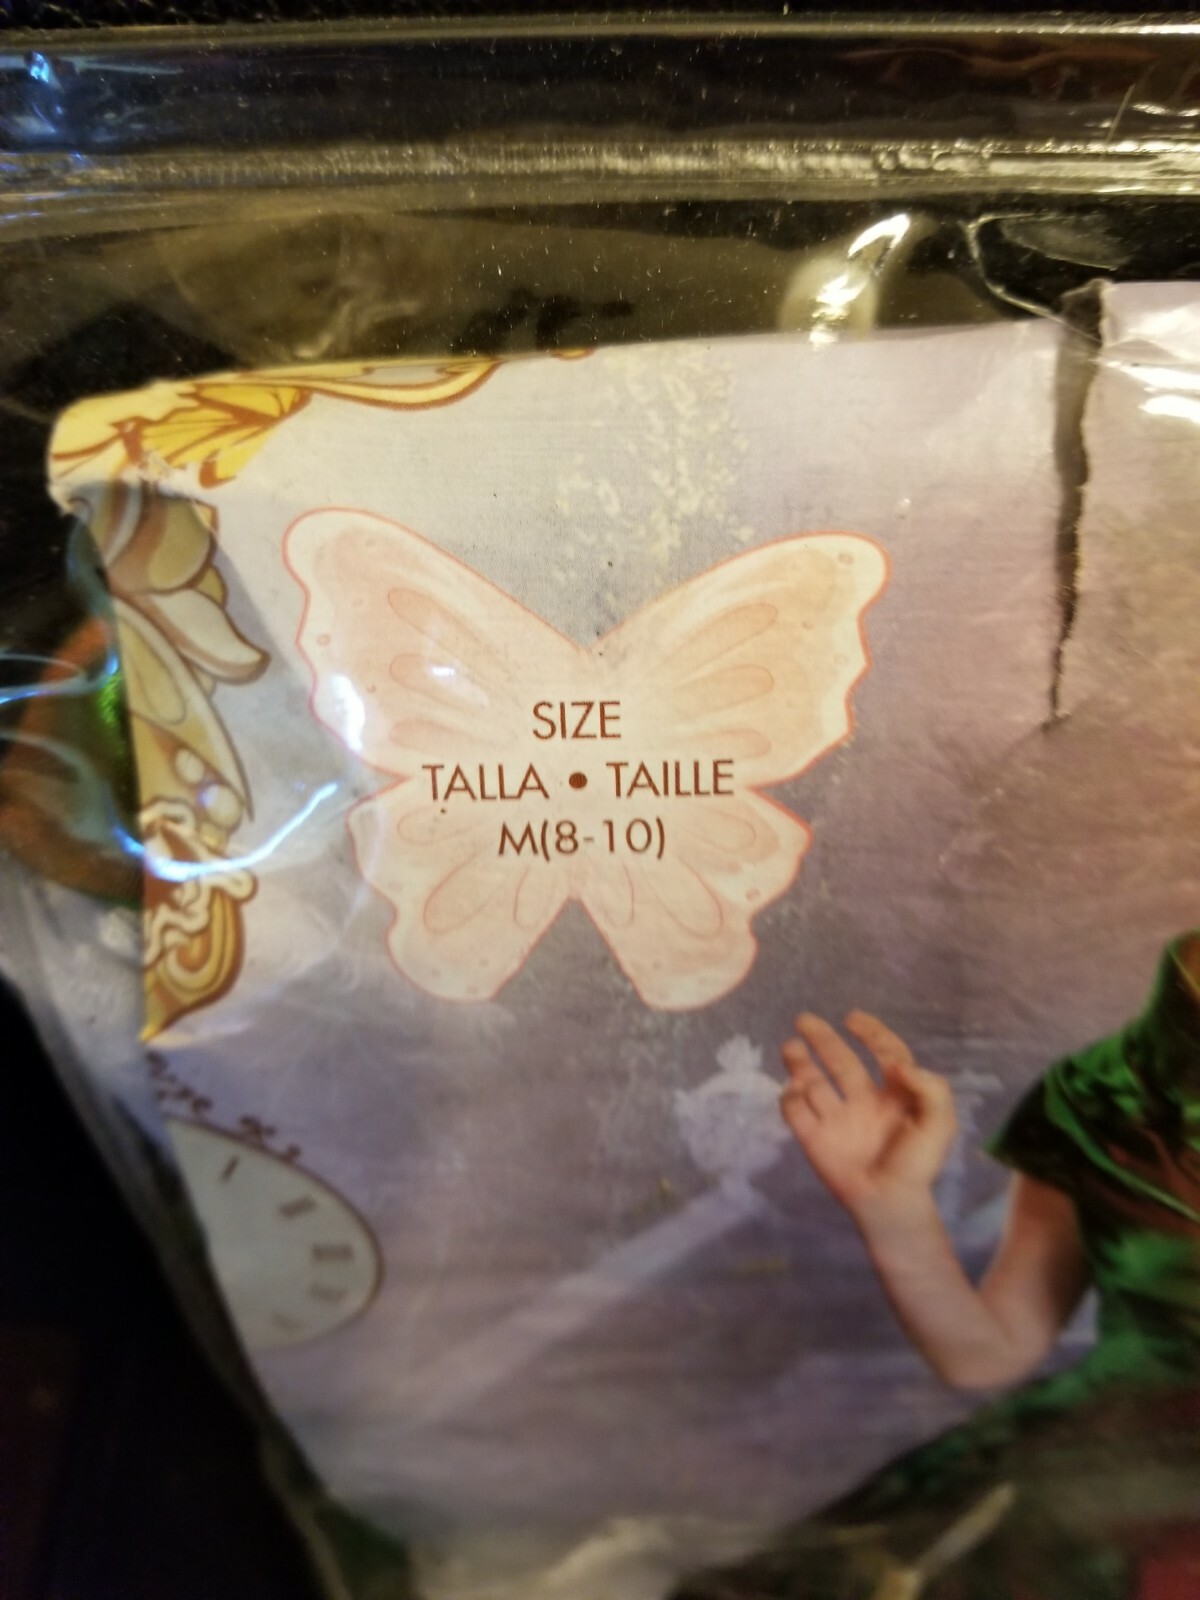 SIZE
TALLA • TAILLE
M(8-10)